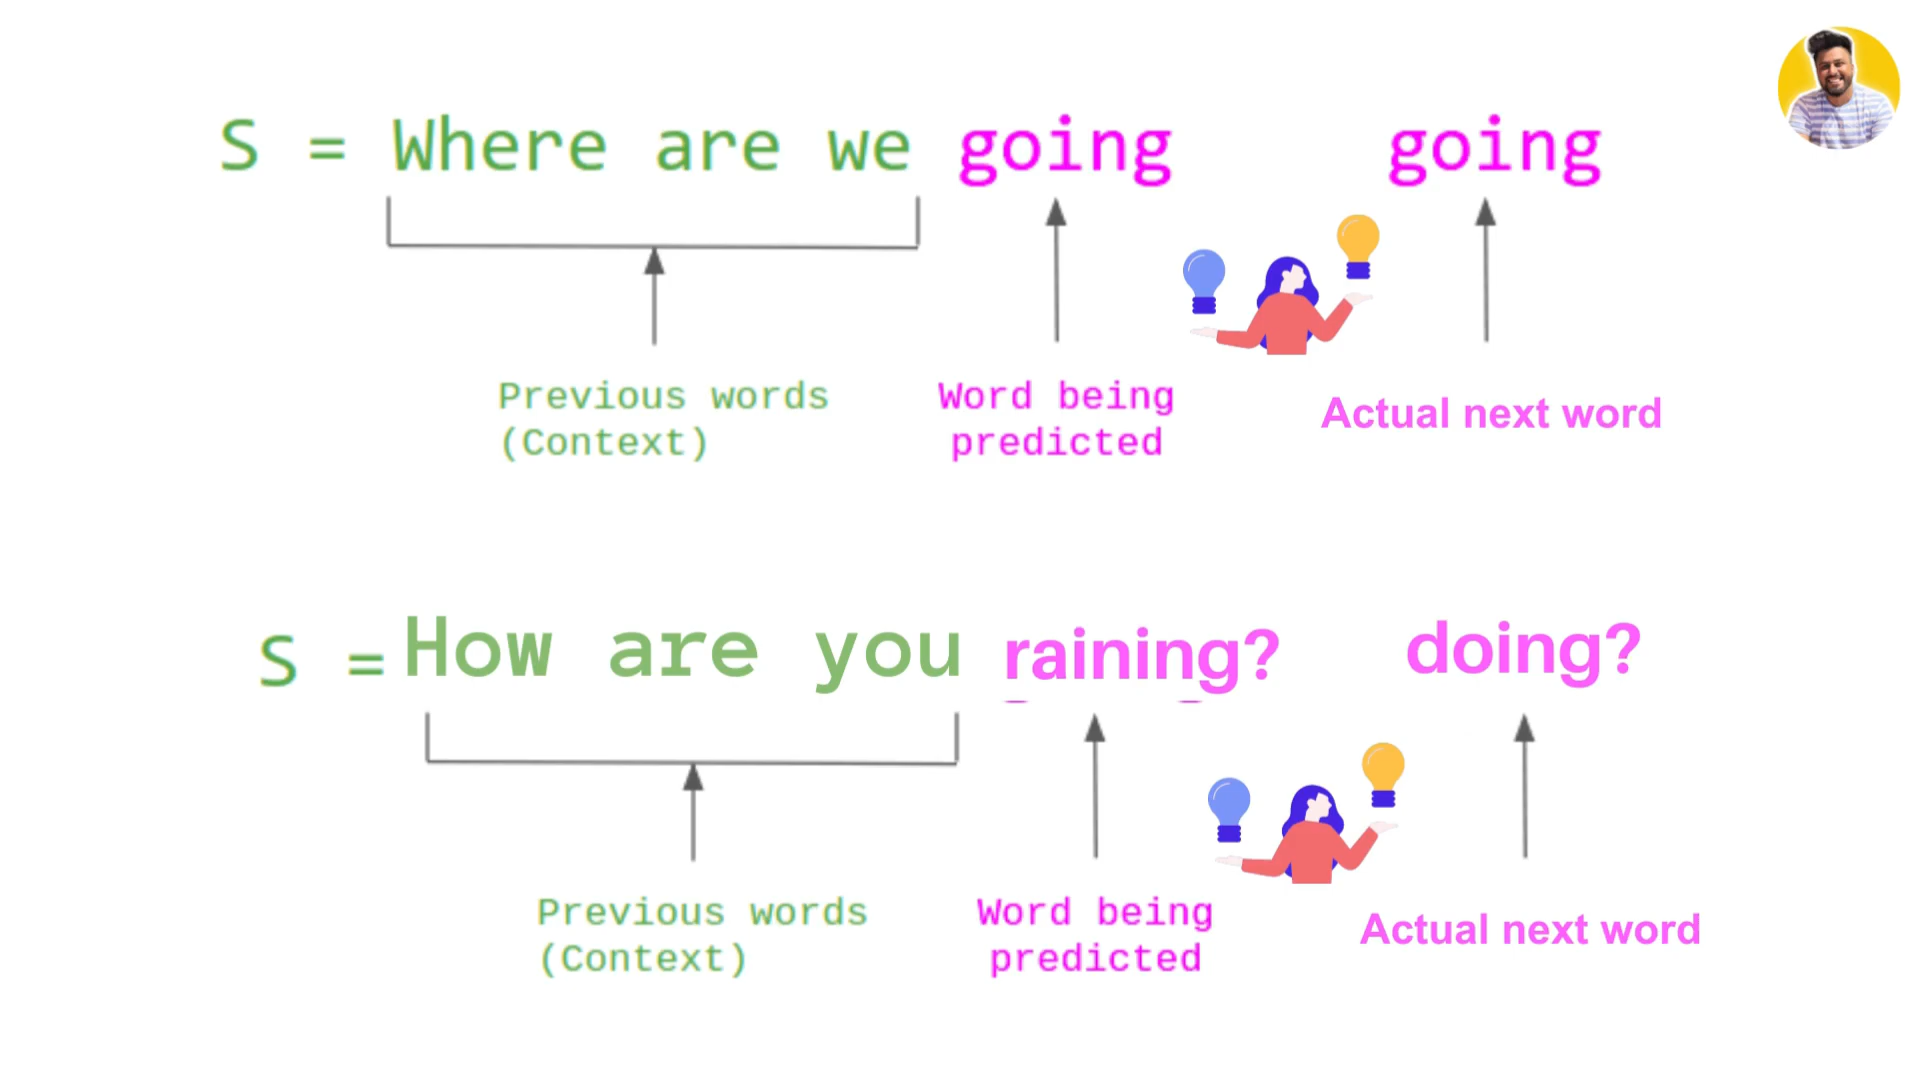 S = Where are we going going
Previous words
(Context)
Word being
predicted
Actual next word
S = How are you raining? doing?
Previous words
(Context)
Word being
predicted
Actual next word